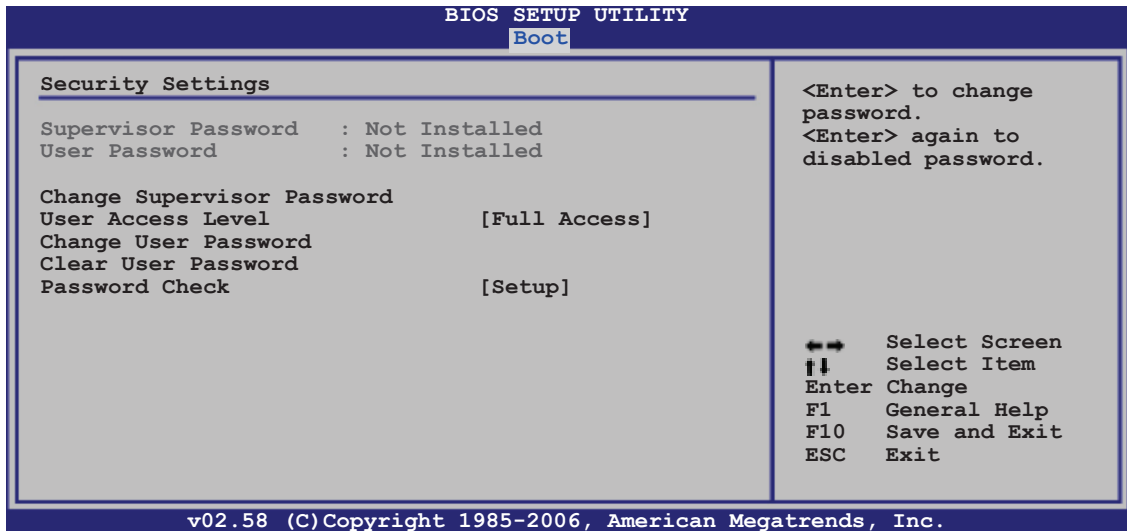 BIOS SETUP UTILITY
Boot
Security Settings
Supervisor Password : Not Installed
User Password : Not Installed
Change Supervisor Password
User Access Level [Full Access]
Change User Password
Clear User Password
Password Check [Setup]
<Enter> to change
password.
<Enter> again to
disabled password.
←→ Select Screen
↑↓ Select Item
Enter Change
F1 General Help
F10 Save and Exit
ESC Exit
v02.58 (C)Copyright 1985-2006, American Megatrends, Inc.